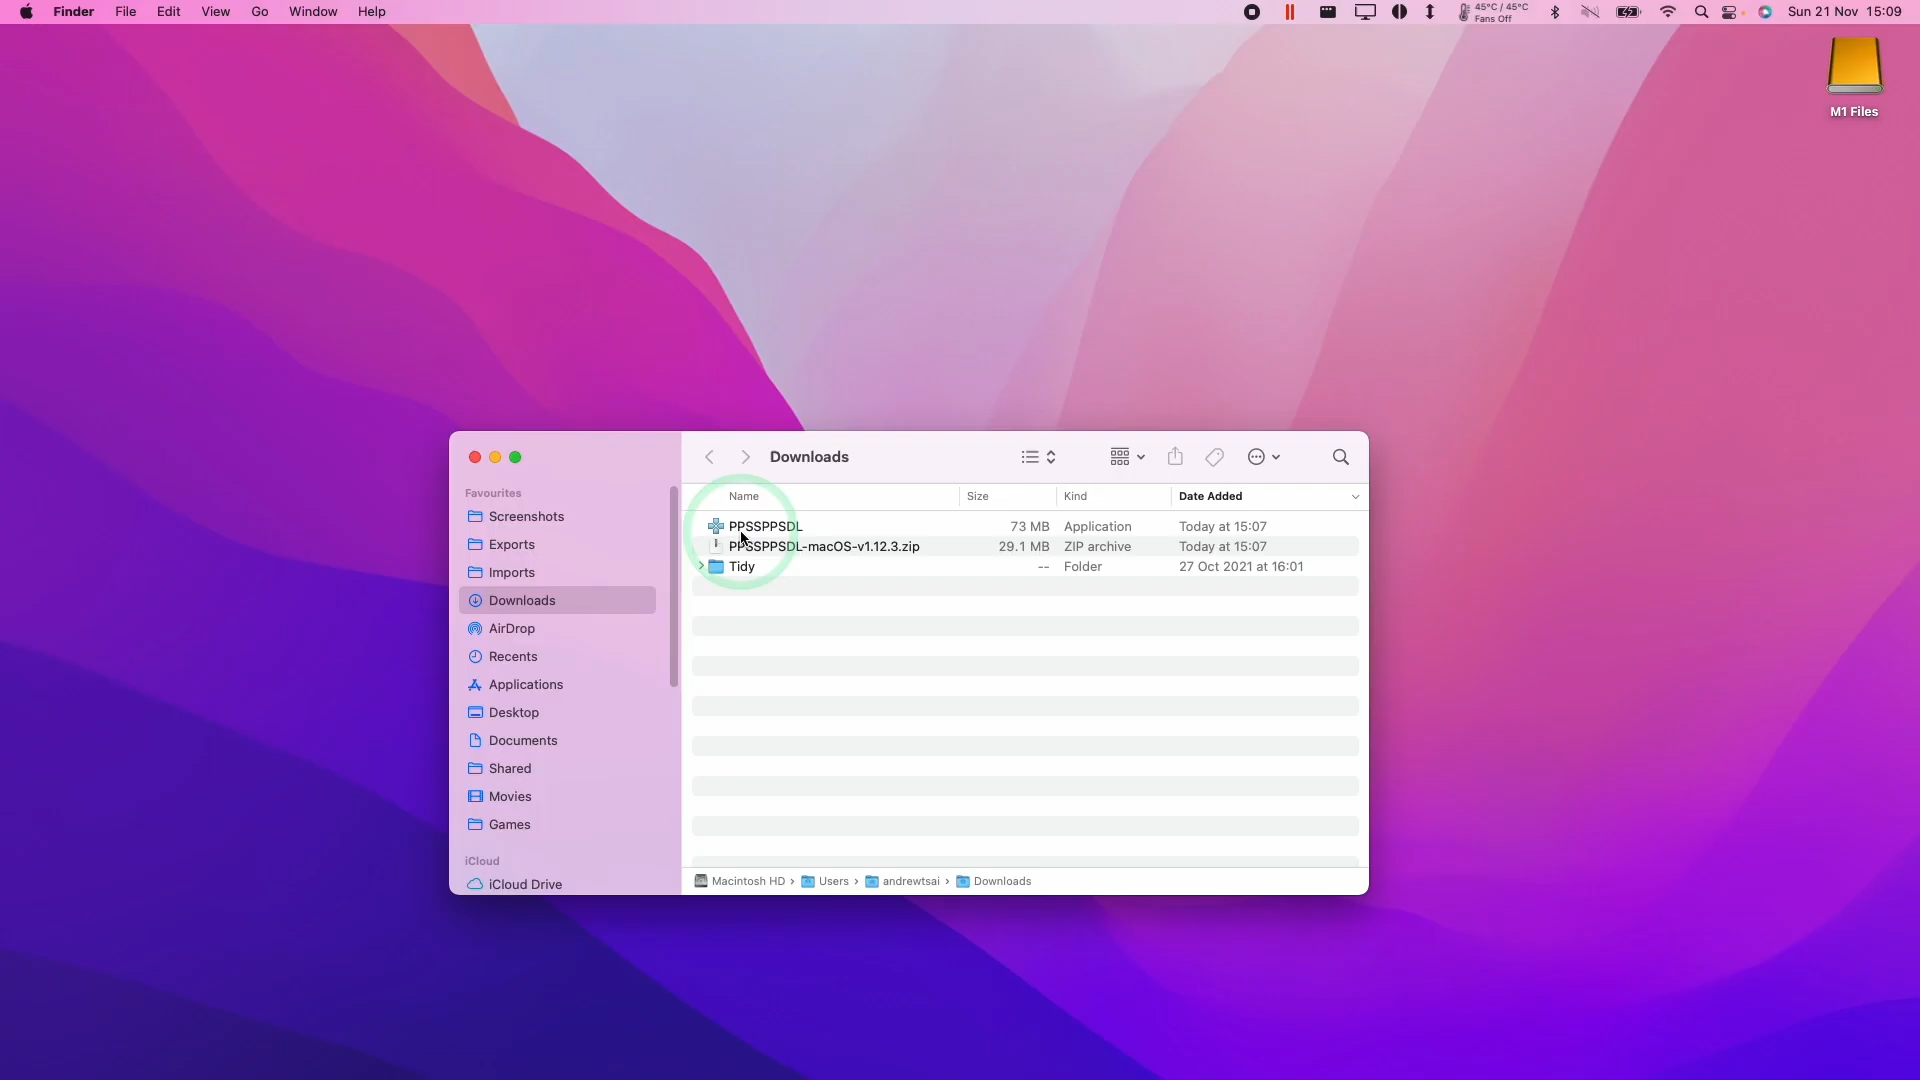 Finder File Edit View Go Window Help
45°C / 45°C
Fans Off
Sun 21 Nov 15:09
M1 Files
Downloads
Favourites
Screenshots
Exports
Imports
Downloads
AirDrop
Recents
Applications
Desktop
Documents
Shared
Movies
Games
iCloud
iCloud Drive
Name Size Kind Date Added
PPSSPPSDL 73 MB Application Today at 15:07
PPSSPPSDL-macOS-v1.12.3.zip 29.1 MB ZIP archive Today at 15:07
Tidy -- Folder 27 Oct 2021 at 16:01
Macintosh HD › Users › andrewtsai › Downloads